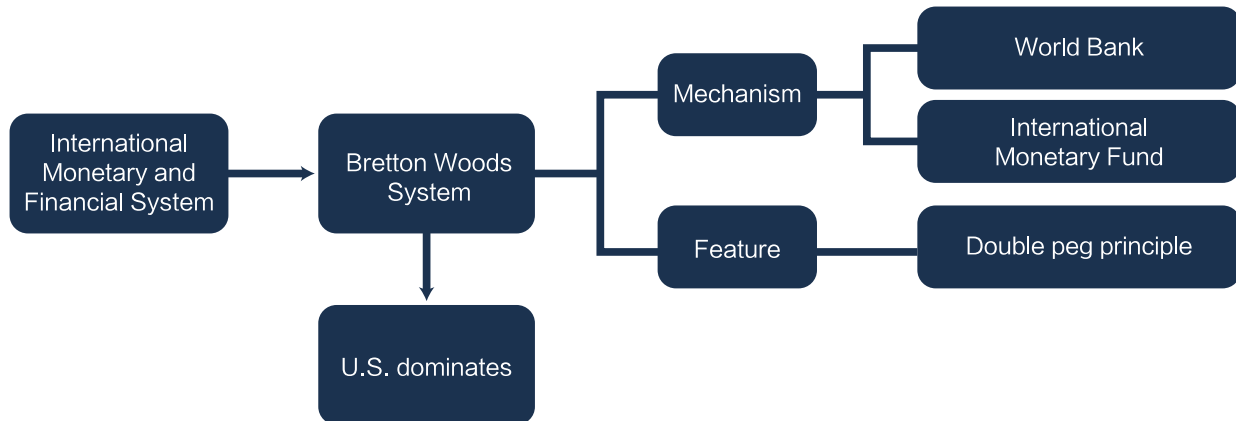 International
Monetary and
Financial System
Bretton Woods
System
U.S. dominates
Mechanism
World Bank
International
Monetary Fund
Feature
Double peg principle